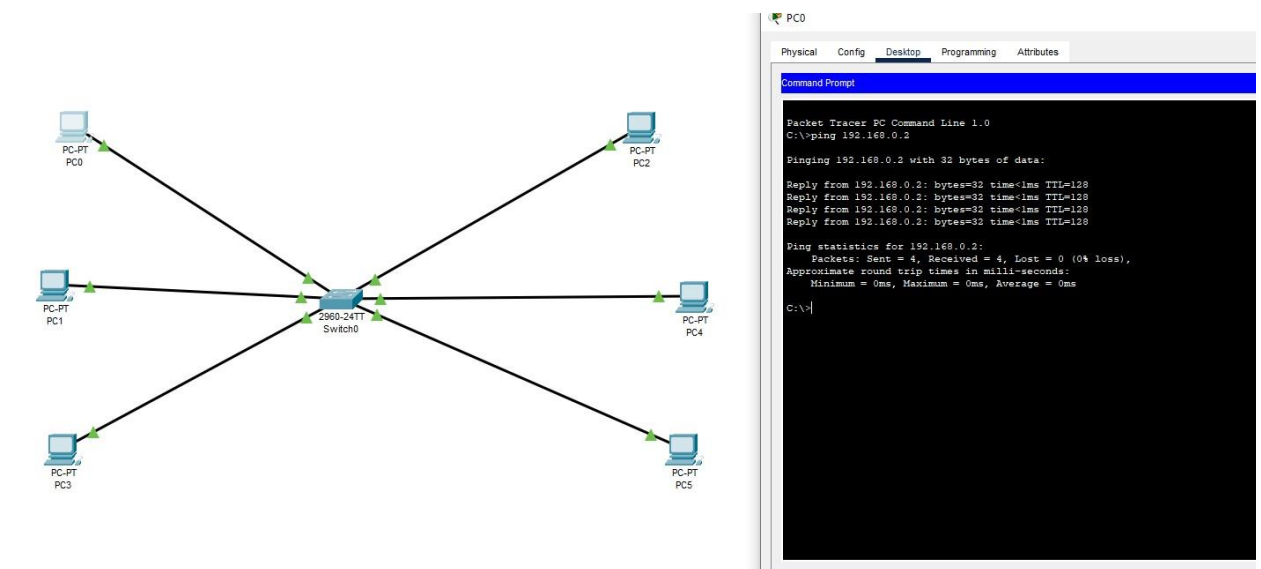 PC-PT
PC0
PC-PT
PC2
PC-PT
PC1
2960-24TT
Switch0
PC-PT
PC4
PC-PT
PC3
PC-PT
PC5
PC0
Physical Config Desktop Programming Attributes
Command Prompt
Packet Tracer PC Command Line 1.0
C:\>ping 192.168.0.2
Pinging 192.168.0.2 with 32 bytes of data:
Reply from 192.168.0.2: bytes=32 time<1ms TTL=128
Reply from 192.168.0.2: bytes=32 time<1ms TTL=128
Reply from 192.168.0.2: bytes=32 time<1ms TTL=128
Reply from 192.168.0.2: bytes=32 time<1ms TTL=128
Ping statistics for 192.168.0.2:
Packets: Sent = 4, Received = 4, Lost = 0 (0% loss),
Approximate round trip times in milli-seconds:
Minimum = 0ms, Maximum = 0ms, Average = 0ms
C:\>